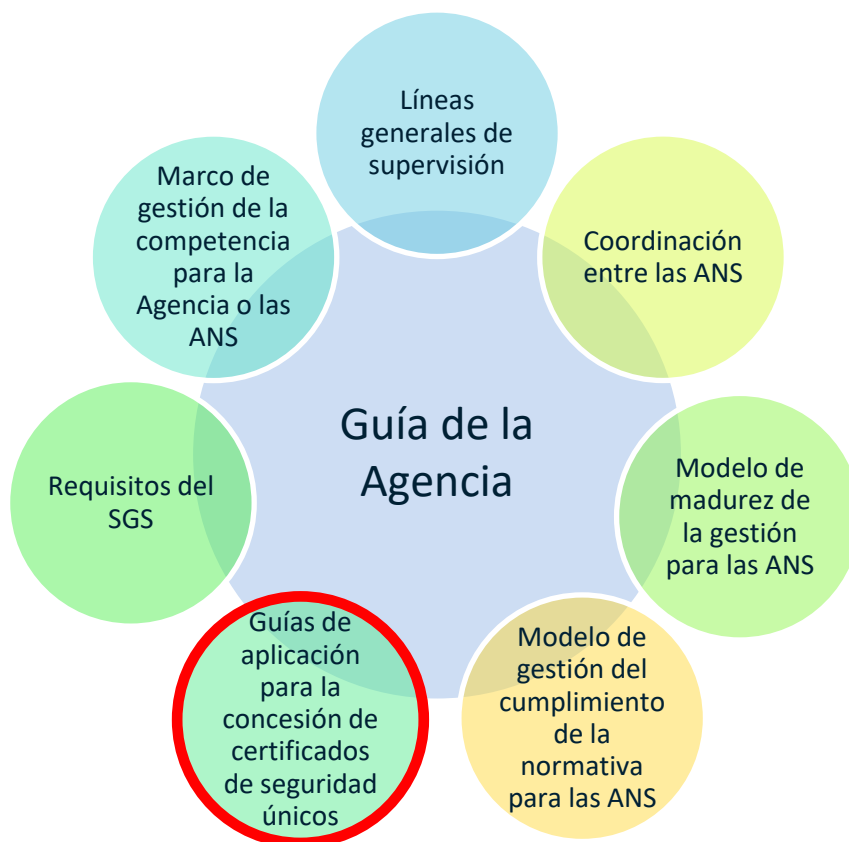 Líneas
generales de
supervisión
Marco de
gestión de la
competencia
para la
Agencia o las
ANS
Coordinación
entre las ANS
Guía de la
Agencia
Requisitos del
SGS
Modelo de
madurez de
la gestión
para las ANS
Guías de
aplicación
para la
concesión de
certificados
de seguridad
únicos
Modelo de
gestión del
cumplimiento
de la
normativa
para las ANS